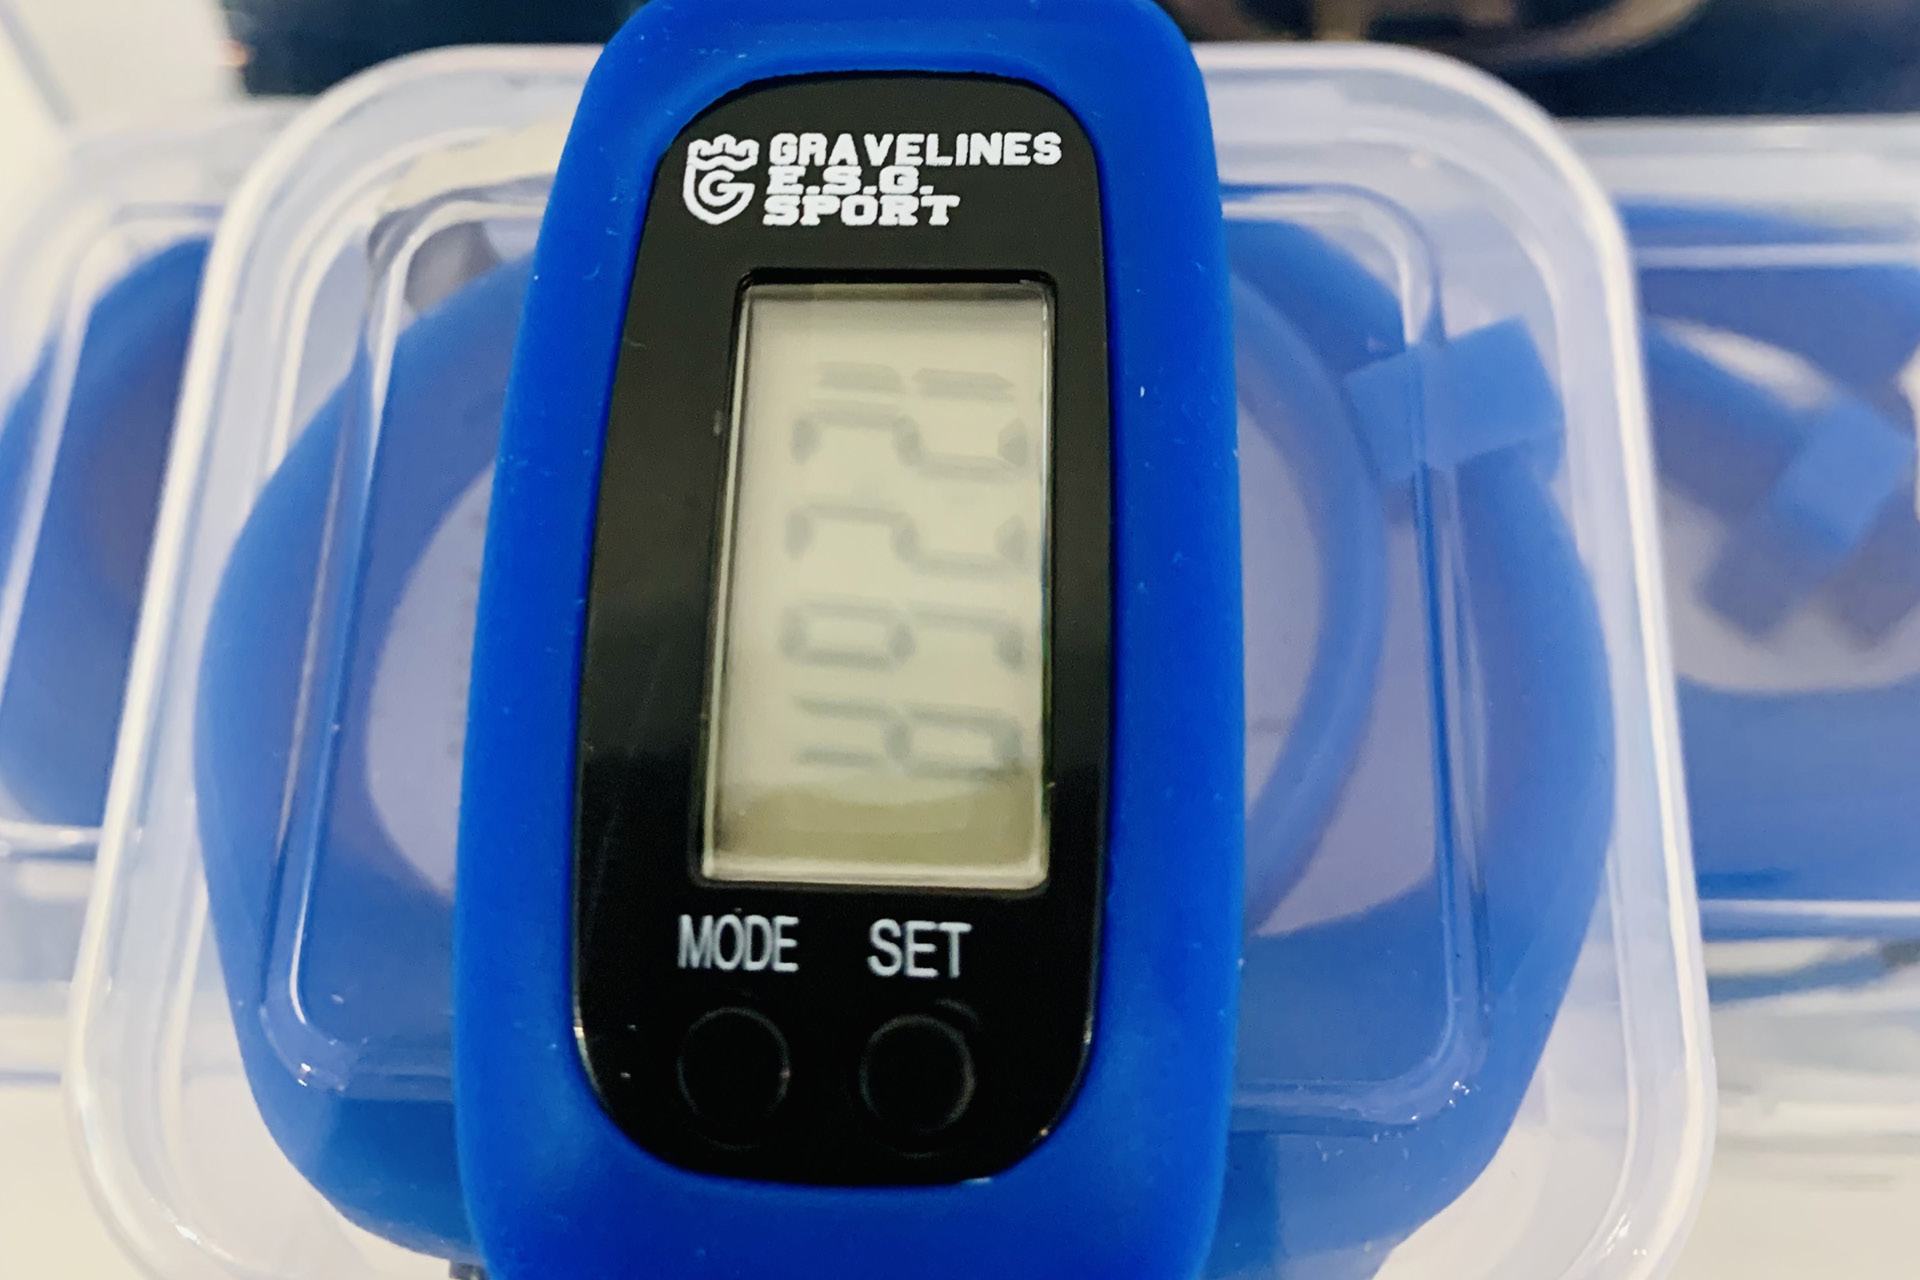 GRAVELINES
E.S.G.
SPORT
G
MODE SET